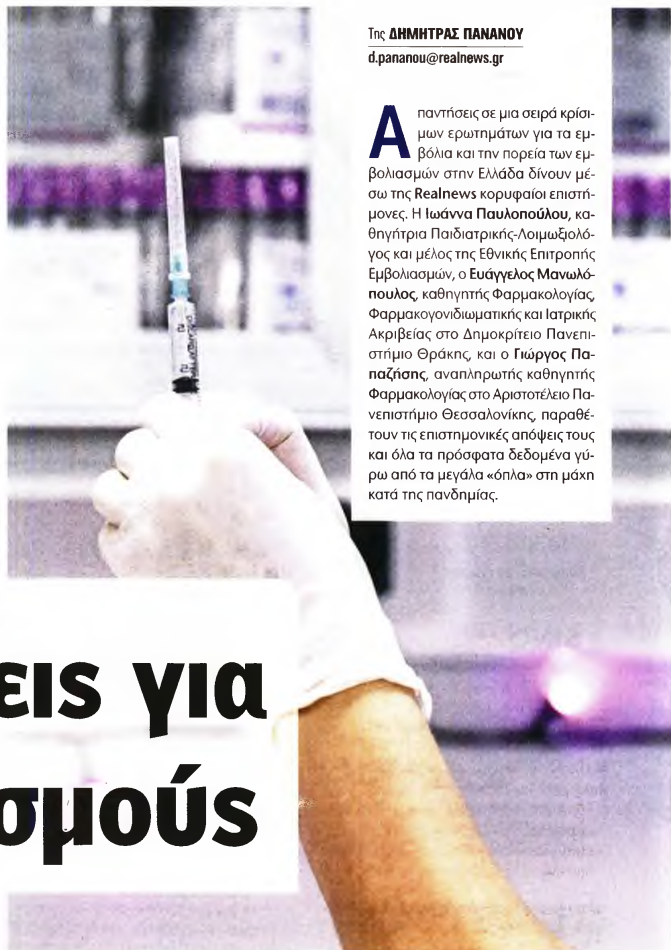 Της ΔΗΜΗΤΡΑΣ ΠΑΝΑΝΟΥ
d.pananou@realnews.gr
Απαντήσεις σε μια σειρά κρίσι-
μων ερωτημάτων για τα εμ-
βόλια και την πορεία των εμ-
βολιασμών στην Ελλάδα δίνουν μέ-
σω της Realnews κορυφαίοι επιστή-
μονες. Η Ιωάννα Παυλοπούλου, κα-
θηγήτρια Παιδιατρικής-Λοιμωξιολό-
γος και μέλος της Εθνικής Επιτροπής
Εμβολιασμών, ο Ευάγγελος Μανωλό-
πουλος, καθηγητής Φαρμακολογίας,
Φαρμακογονιδιωματικής και Ιατρικής
Ακριβείας στο Δημοκρίτειο Πανεπι-
στήμιο Θράκης, και ο Γιώργος Πα-
παζήσης, αναπληρωτής καθηγητής
Φαρμακολογίας στο Αριστοτέλειο Πα-
νεπιστήμιο Θεσσαλονίκης, παραθέ-
τουν τις επιστημονικές απόψεις τους
και όλα τα πρόσφατα δεδομένα γύ-
ρω από τα μεγάλα «όπλα» στη μάχη
κατά της πανδημίας.
εις για
σμούς